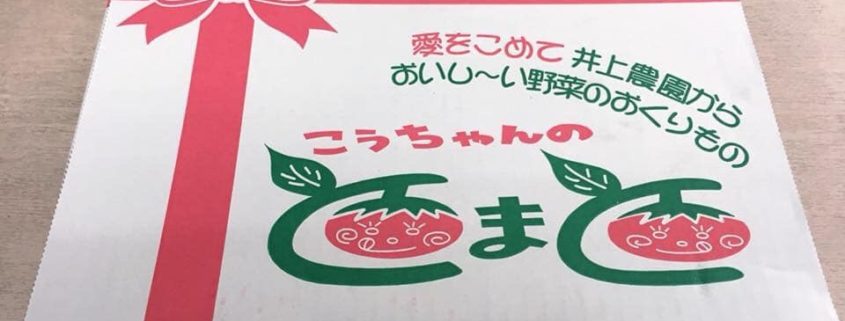 愛をこめて 井上農園から
おいし〜い野菜のおくりもの
こうちゃんの
とまと